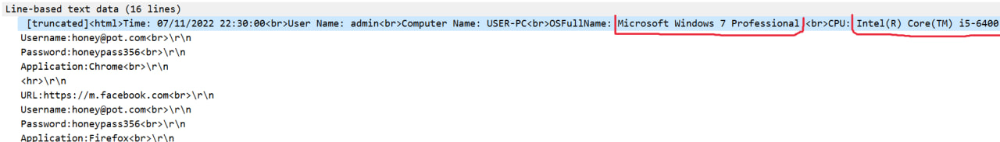 Line-based text data (16 lines)
[truncated]<html>Time: 07/11/2022 22:30:00<br>User Name: admin<br>Computer Name: USER-PC<br>OSFullName: Microsoft Windows 7 Professional <br>CPU: Intel(R) Core(TM) i5-6400
Username:honey@pot.com<br>\r\n
Password:honeypass356<br>\r\n
Application:Chrome<br>\r\n
<hr>\r\n
URL:https://m.facebook.com<br>\r\n
Username:honey@pot.com<br>\r\n
Password:honeypass356<br>\r\n
Application:Firefox<br>\r\n